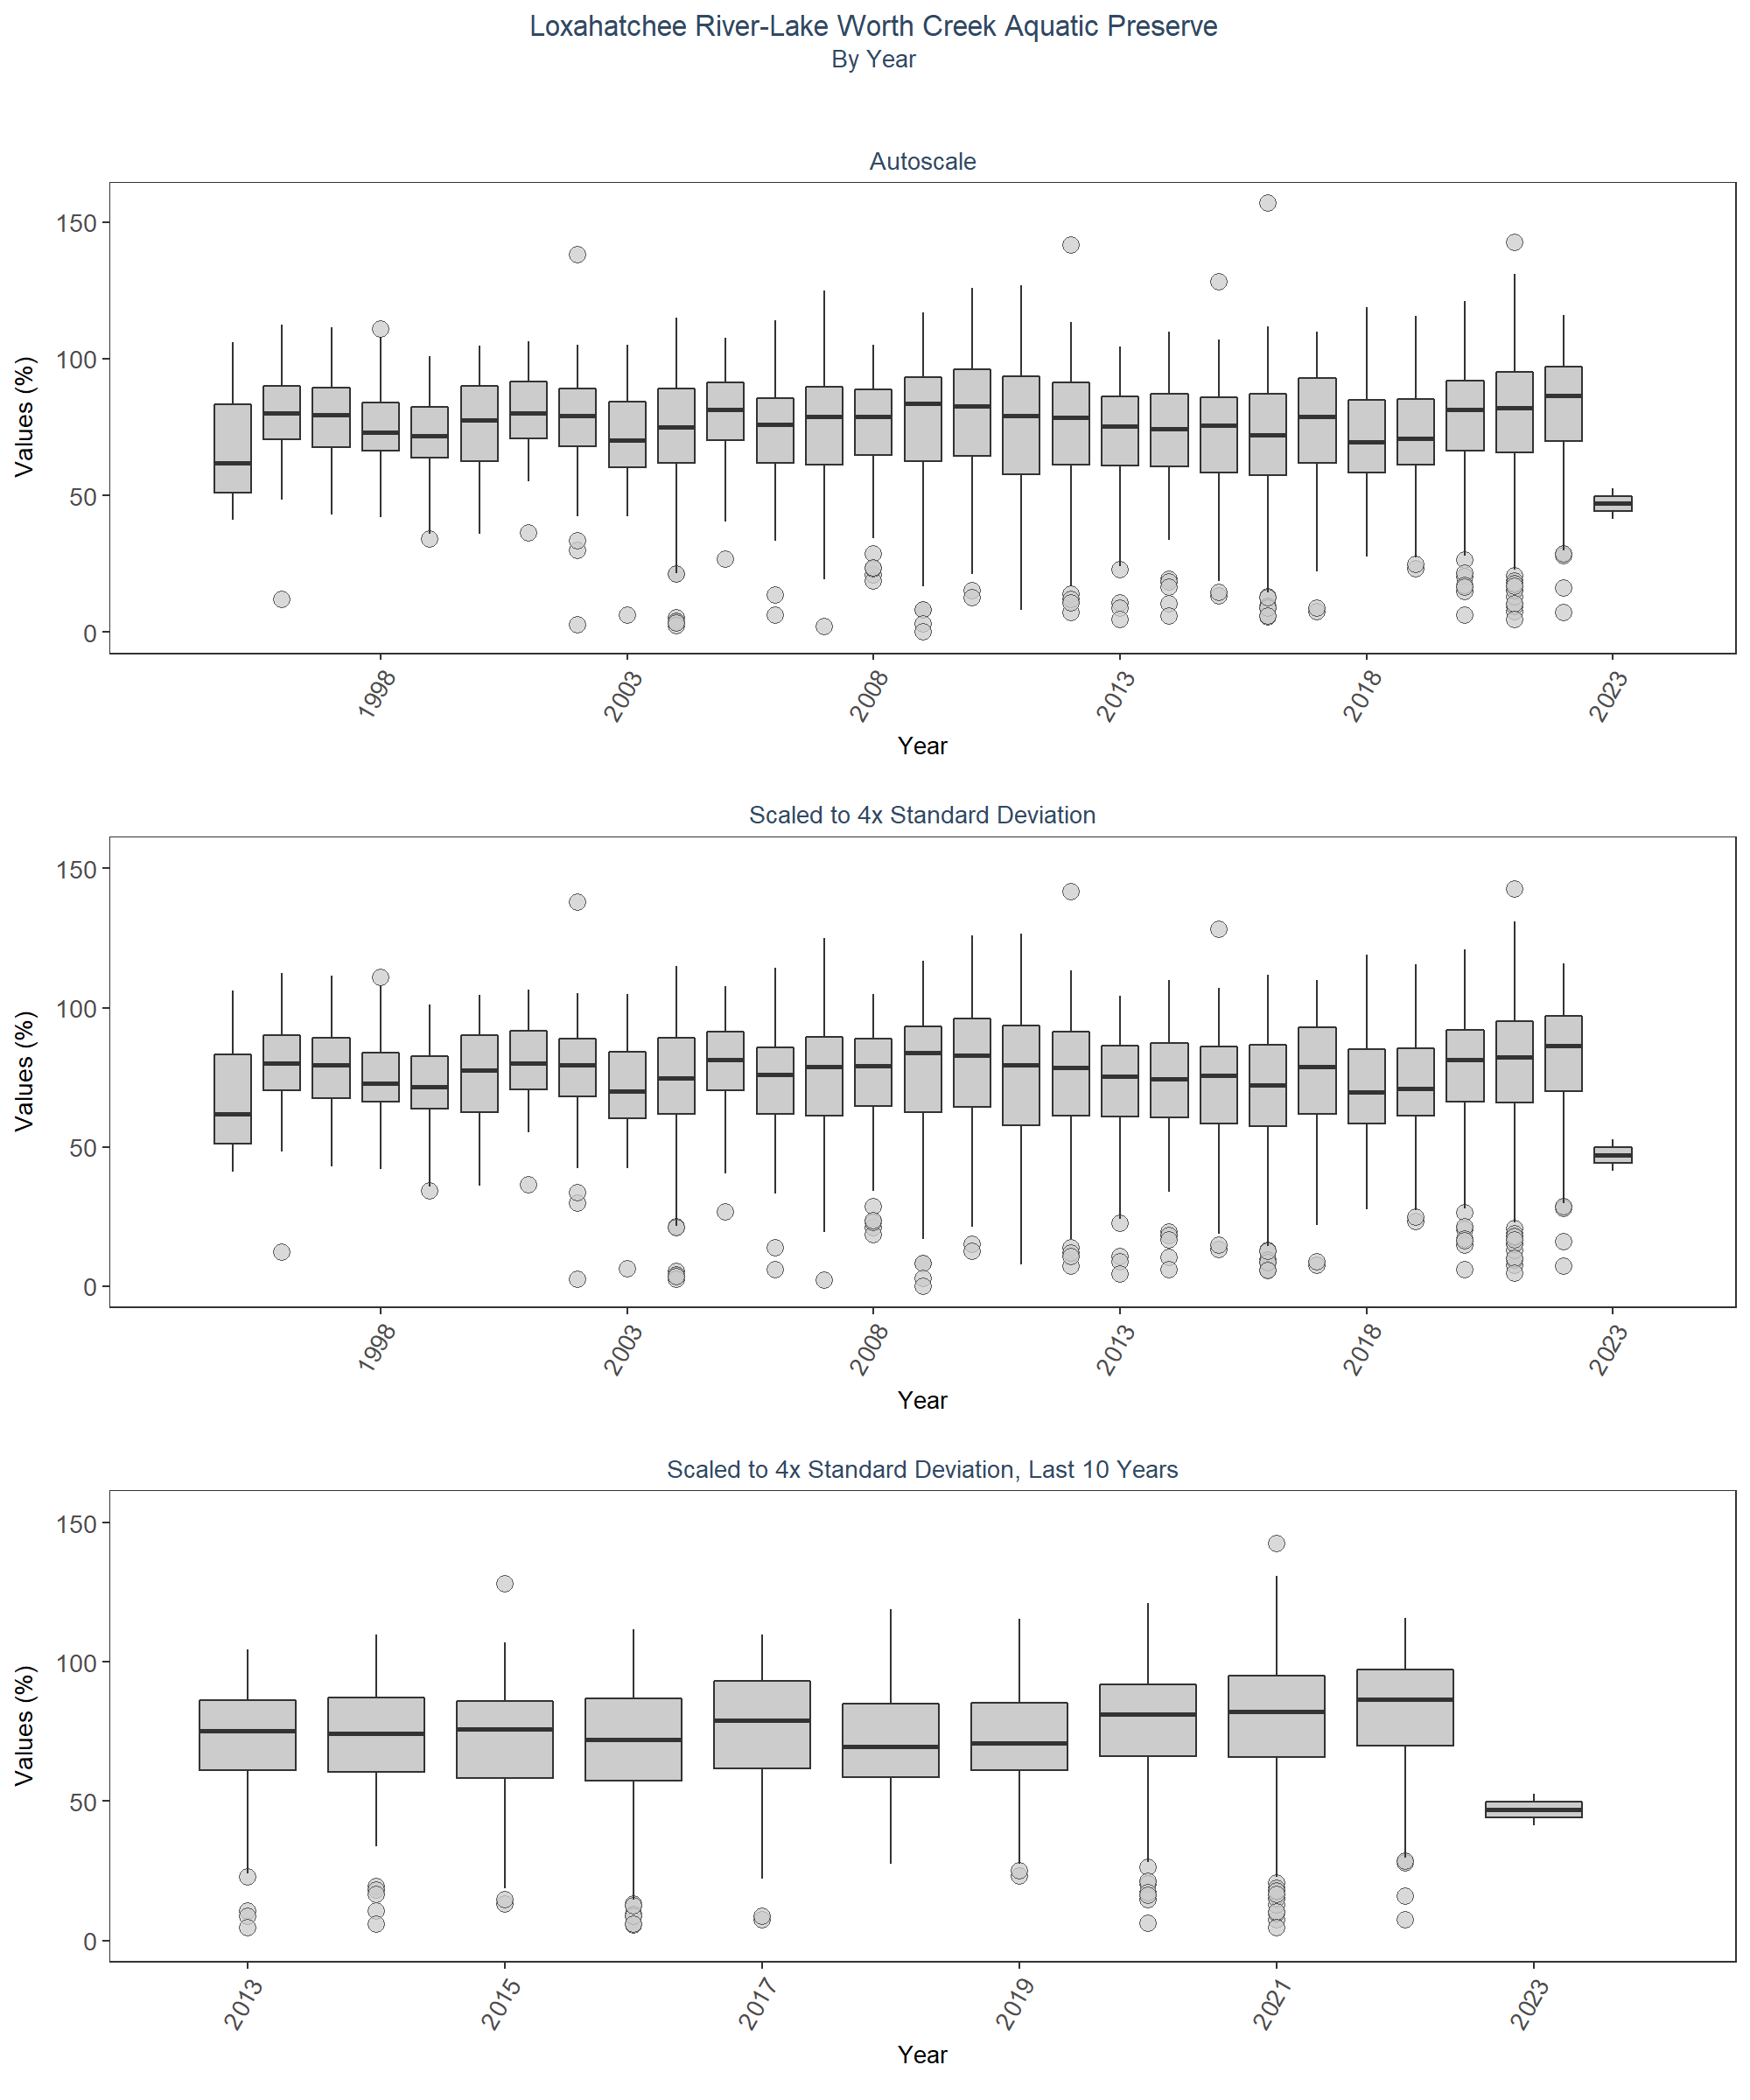 Loxahatchee River-Lake Worth Creek Aquatic Preserve
By Year
Autoscale
Values (%)
150
100
50
0
1998
2003
2008
2013
2018
2023
Year
Scaled to 4x Standard Deviation
Values (%)
150
100
50
0
1998
2003
2008
2013
2018
2023
Year
Scaled to 4x Standard Deviation, Last 10 Years
Values (%)
150
100
50
0
2013
2015
2017
2019
2021
2023
Year